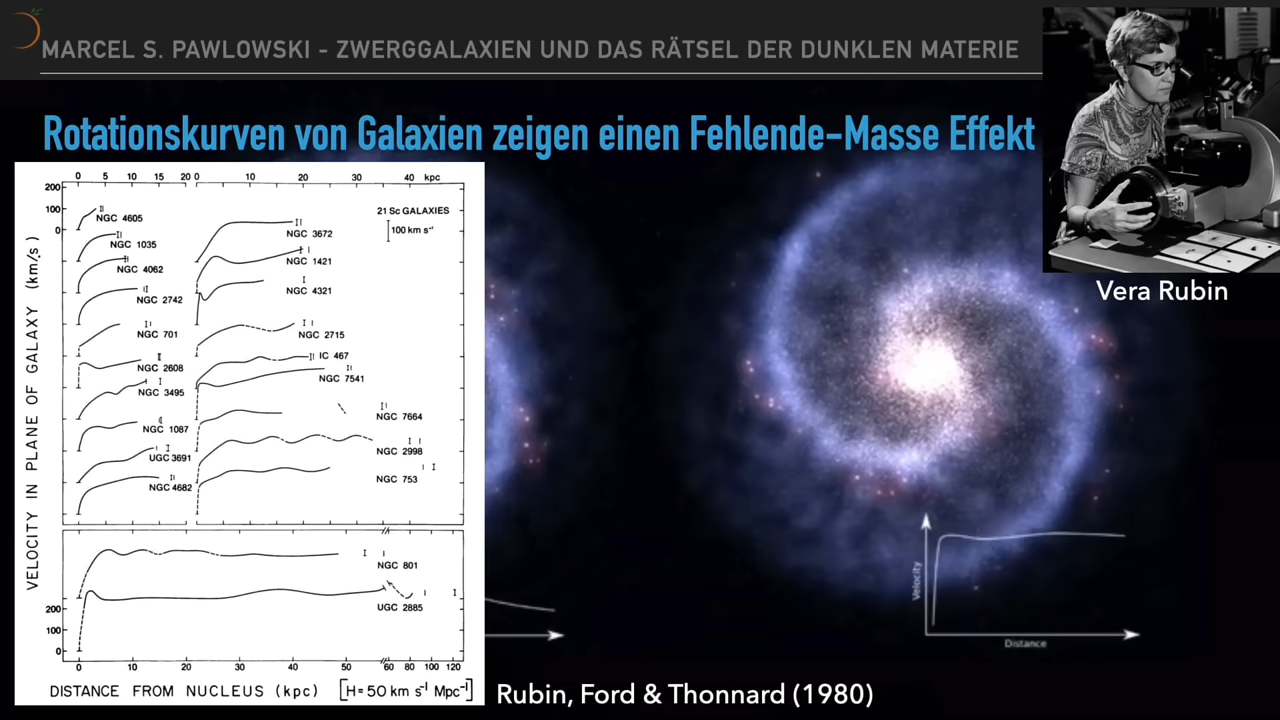 MARCEL S. PAWLOWSKI - ZWERGGALAXIEN UND DAS RÄTSEL DER DUNKLEN MATERIE
Rotationskurven von Galaxien zeigen einen Fehlende-Masse Effekt
Vera Rubin
0 5 10 15 20 0 10 20 30 40 kpc
200
100
0
21 Sc GALAXIES
100 km s⁻¹
NGC 4605
NGC 1035
NGC 4062
NGC 2742
NGC 701
NGC 2608
NGC 3495
NGC 1087
UGC 3691
NGC 4682
NGC 3672
NGC 1421
NGC 4321
NGC 2715
IC 467
NGC 7541
NGC 7664
NGC 2998
NGC 753
NGC 801
UGC 2885
200
100
0
0 10 20 30 40 50 60 80 100 120
VELOCITY IN PLANE OF GALAXY (km/s)
DISTANCE FROM NUCLEUS (kpc) [H=50 km s⁻¹ Mpc⁻¹]
Velocity
Distance
Rubin, Ford & Thonnard (1980)